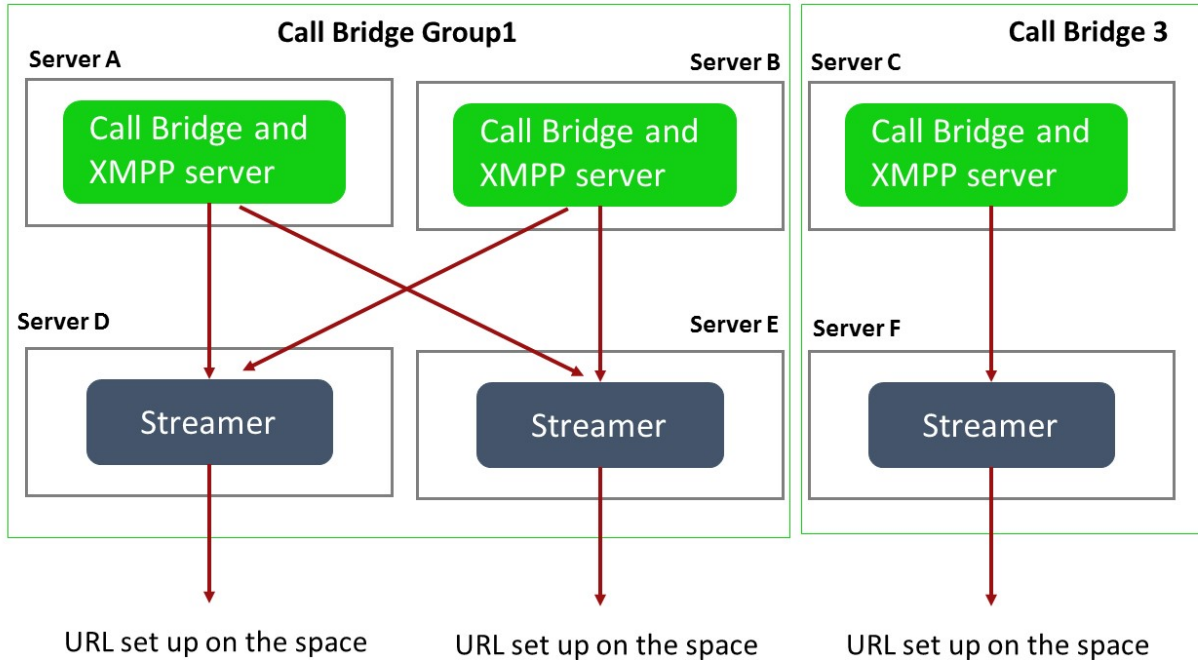 Call Bridge Group1
Call Bridge 3
Server A
Server B
Server C
Call Bridge and
XMPP server
Call Bridge and
XMPP server
Call Bridge and
XMPP server
Server D
Server E
Server F
Streamer
Streamer
Streamer
URL set up on the space
URL set up on the space
URL set up on the space